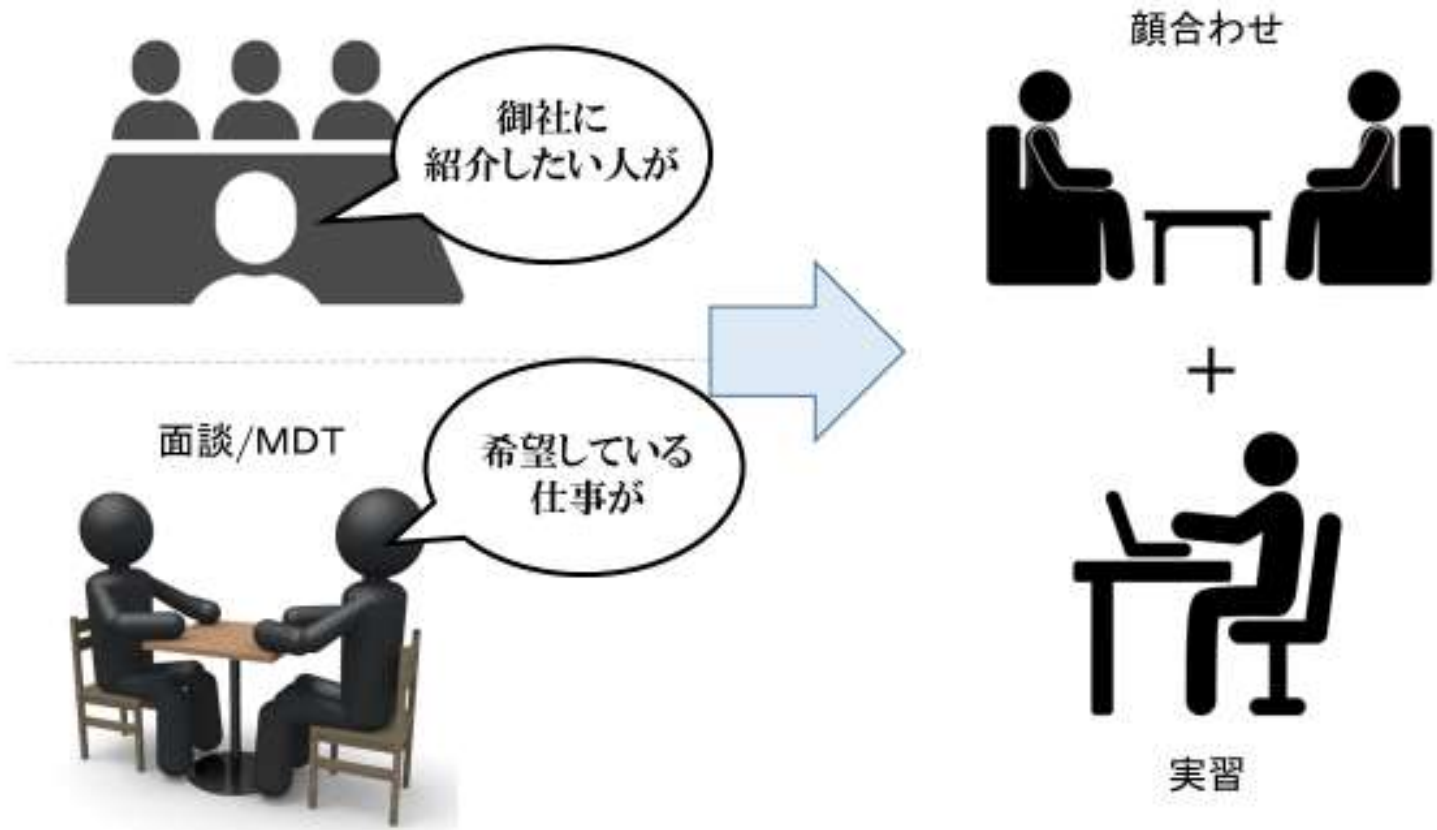 御社に
紹介したい人が
面談/MDT
希望している
仕事が
顔合わせ
+
実習